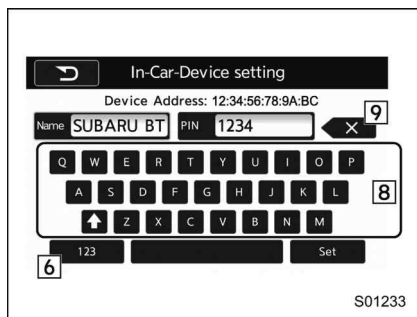 In-Car-Device setting
Device Address: 12:34:56:78:9A:BC
Name SUBARU BT PIN 1234 9
Q W E R T Y U I O P
A S D F G H J K L 8
Z X C V B N M
123 Set
6
S01233